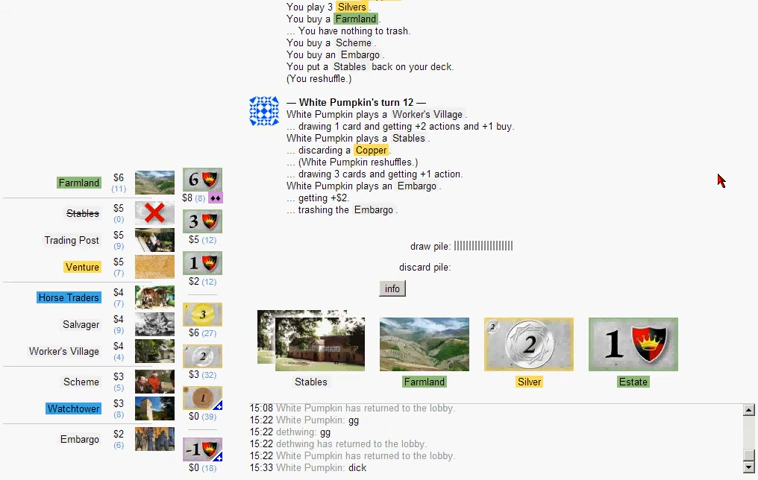 You play 3 Silvers .
You buy a Farmland .
... You have nothing to trash.
You buy a Scheme .
You buy an Embargo .
You put a Stables back on your deck.
(You reshuffle.)
— White Pumpkin's turn 12 —
White Pumpkin plays a Worker's Village .
... drawing 1 card and getting +2 actions and +1 buy.
White Pumpkin plays a Stables .
... discarding a Copper .
... (White Pumpkin reshuffles.)
... drawing 3 cards and getting +1 action.
White Pumpkin plays an Embargo .
... getting +$2.
... trashing the Embargo .
draw pile:
discard pile:
info
Farmland $6 (11)
Stables $5 (0)
Trading Post $5 (9)
Venture $5 (7)
Horse Traders $4 (7)
Salvager $4 (9)
Worker's Village $4 (4)
Scheme $3 (5)
Watchtower $3 (8)
Embargo $2 (6)
6
$8 (8)
3
$5 (12)
1
$2 (12)
3
$6 (27)
2
$3 (32)
1
$0 (39)
-1
$0 (18)
2 2
1
Stables Farmland Silver Estate
15:08 White Pumpkin has returned to the lobby.
15:22 White Pumpkin: gg
15:22 dethwing: gg
15:22 dethwing has returned to the lobby.
15:22 White Pumpkin has returned to the lobby.
15:33 White Pumpkin: dick